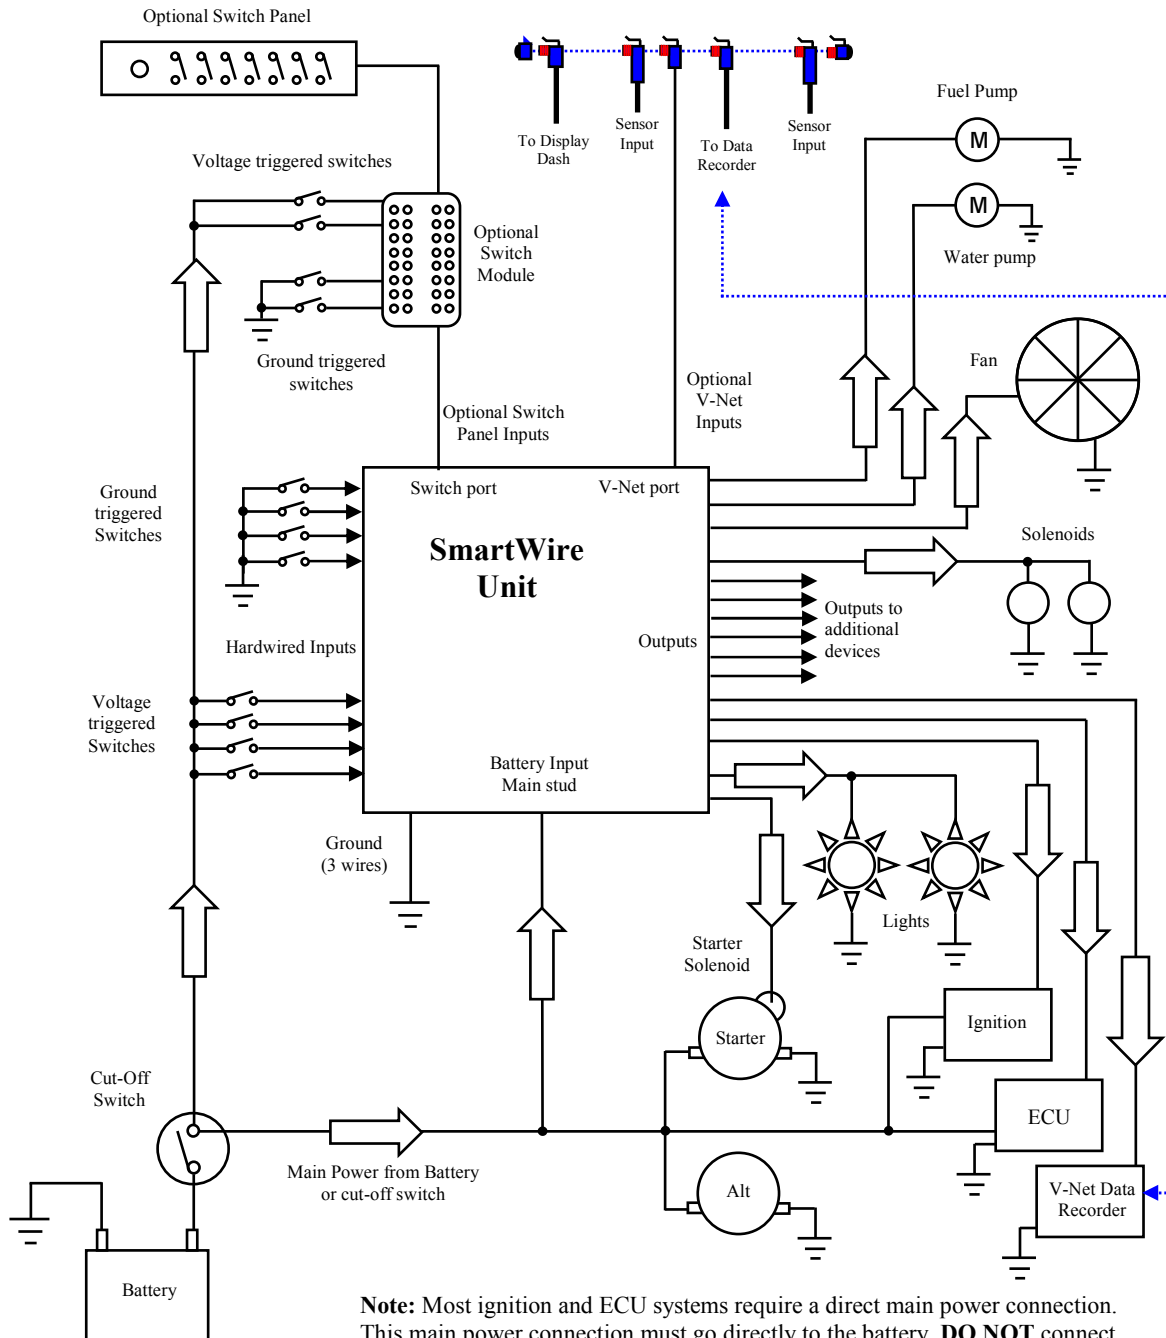 Optional Switch Panel
To Display
Dash
Sensor
Input
To Data
Recorder
Sensor
Input
Fuel Pump
M
M
Water pump
Voltage triggered switches
Optional
Switch
Module
Ground triggered
switches
Fan
Optional
V-Net
Inputs
Optional Switch
Panel Inputs
Ground
triggered
Switches
Switch port
V-Net port
SmartWire
Unit
Solenoids
Outputs to
additional
devices
Outputs
Hardwired Inputs
Voltage
triggered
Switches
Battery Input
Main stud
Ground
(3 wires)
Lights
Starter
Solenoid
Starter
Ignition
Cut-Off
Switch
ECU
Main Power from Battery
or cut-off switch
Alt
V-Net Data
Recorder
Battery
Note: Most ignition and ECU systems require a direct main power connection.
This main power connection must go directly to the battery. DO NOT connect